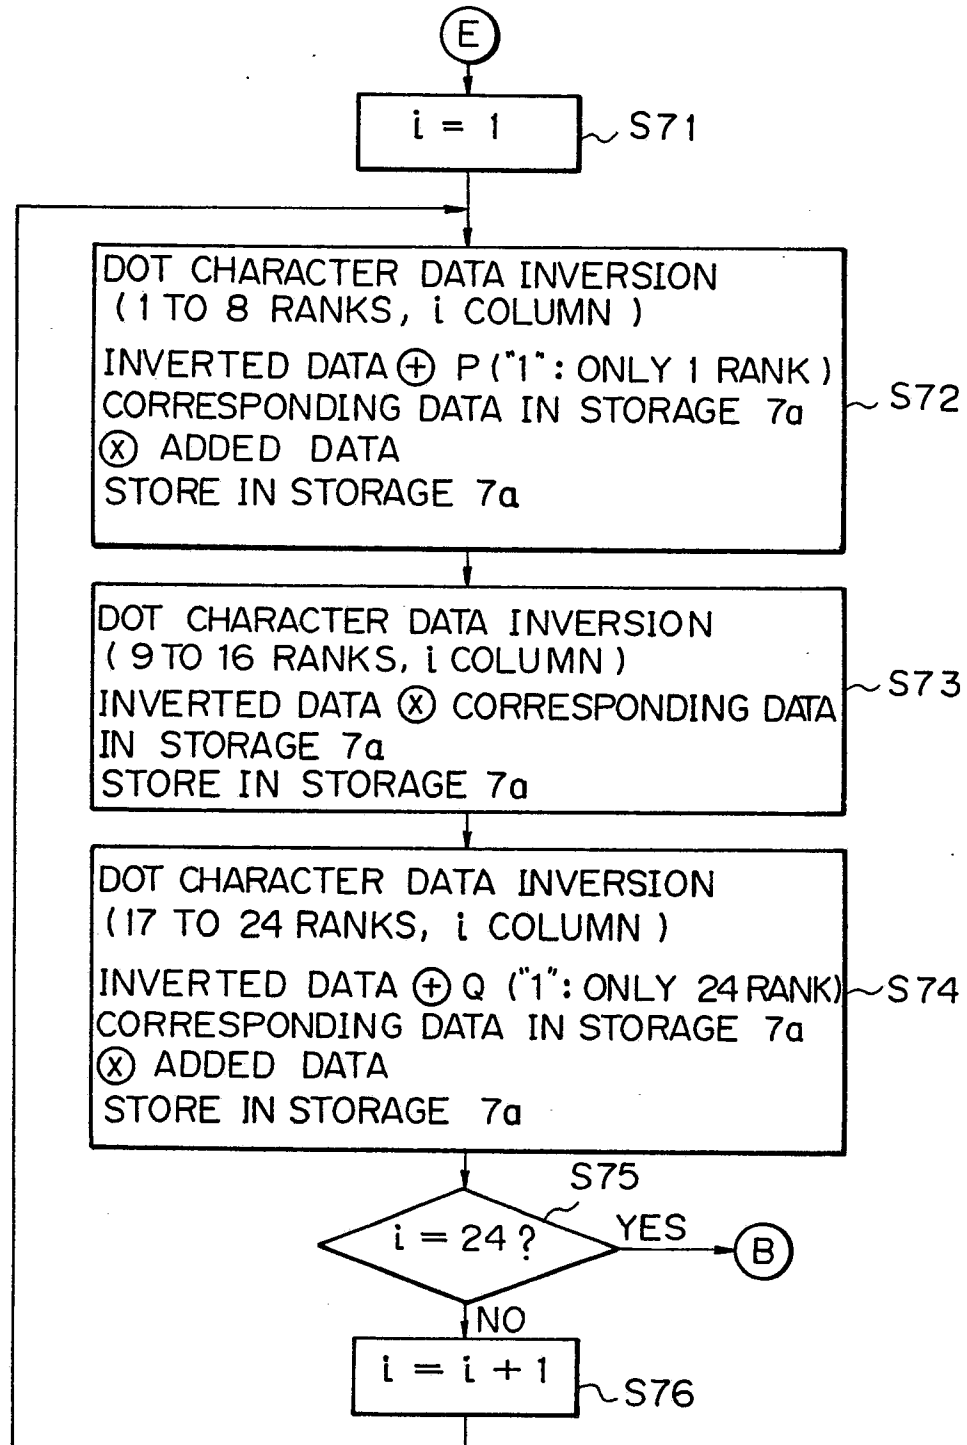 E
i = 1
S71
DOT CHARACTER DATA INVERSION
(1 TO 8 RANKS, i COLUMN )
INVERTED DATA ⊕ P ("1" : ONLY 1 RANK )
CORRESPONDING DATA IN STORAGE 7a
ⓧ ADDED DATA
STORE IN STORAGE 7a
S72
DOT CHARACTER DATA INVERSION
( 9 TO 16 RANKS, i COLUMN )
INVERTED DATA ⓧ CORRESPONDING DATA
IN STORAGE 7a
STORE IN STORAGE 7a
S73
DOT CHARACTER DATA INVERSION
(17 TO 24 RANKS, i COLUMN )
INVERTED DATA ⊕ Q ("1" : ONLY 24 RANK)
CORRESPONDING DATA IN STORAGE 7a
ⓧ ADDED DATA
STORE IN STORAGE 7a
S74
S75
i = 24 ?
YES
B
NO
i = i + 1
S76